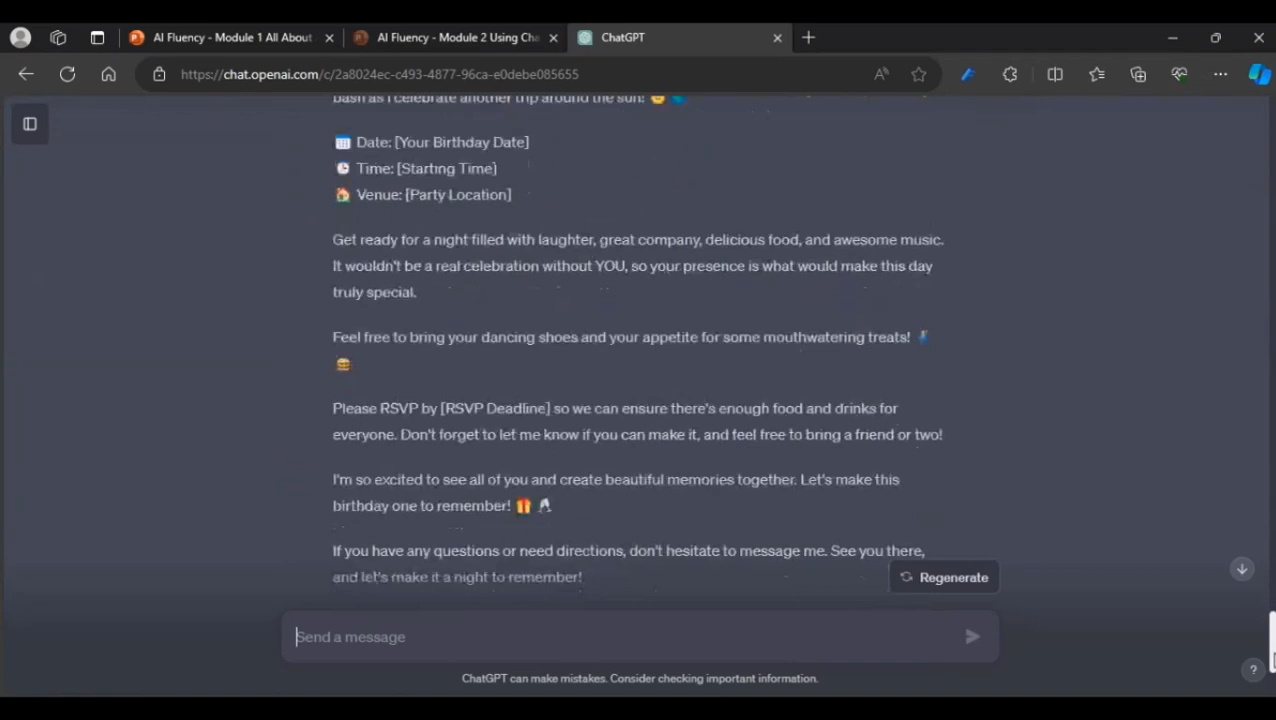 AI Fluency - Module 1 All About
AI Fluency - Module 2 Using Cha
ChatGPT
https://chat.openai.com/c/2a8024ec-c493-4877-96ca-e0debe085655
bash as I celebrate another trip around the sun!
Date: [Your Birthday Date]
Time: [Starting Time]
Venue: [Party Location]
Get ready for a night filled with laughter, great company, delicious food, and awesome music.
It wouldn't be a real celebration without YOU, so your presence is what would make this day
truly special.
Feel free to bring your dancing shoes and your appetite for some mouthwatering treats!
Please RSVP by [RSVP Deadline] so we can ensure there's enough food and drinks for
everyone. Don't forget to let me know if you can make it, and feel free to bring a friend or two!
I'm so excited to see all of you and create beautiful memories together. Let's make this
birthday one to remember!
If you have any questions or need directions, don't hesitate to message me. See you there,
and let's make it a night to remember!
Regenerate
Send a message
ChatGPT can make mistakes. Consider checking important information.
?